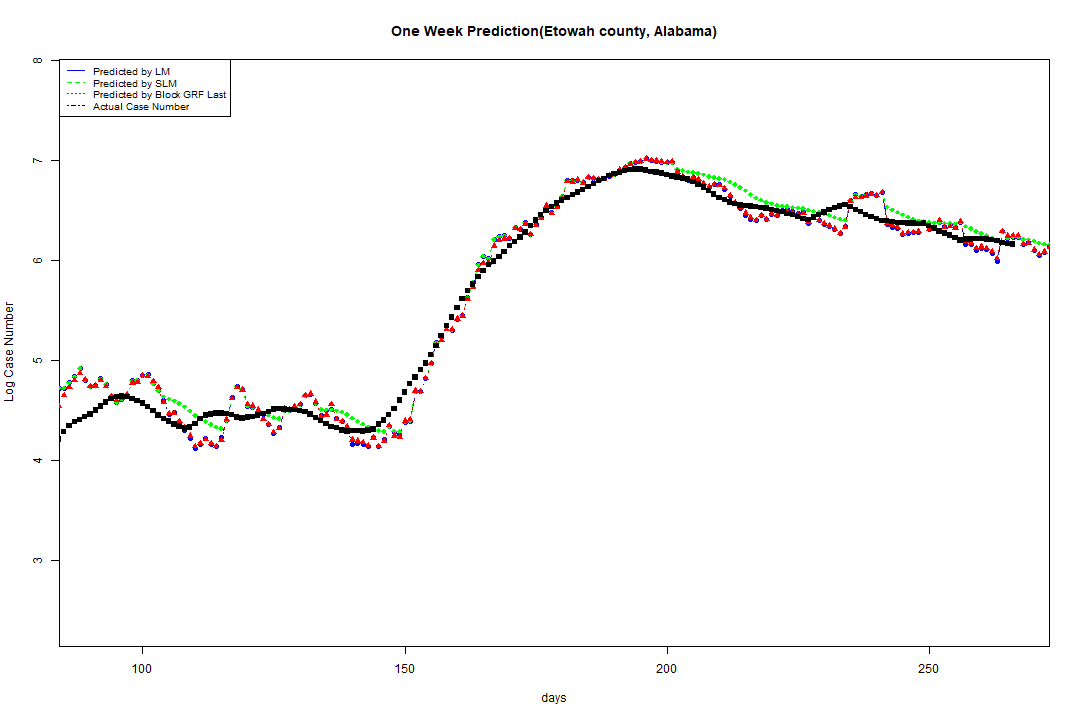 One Week Prediction(Etowah county, Alabama)
Predicted by LM
Predicted by SLM
Predicted by Block GRF Last
Actual Case Number
8
7
6
5
4
3
Log Case Number
100 150 200 250
days